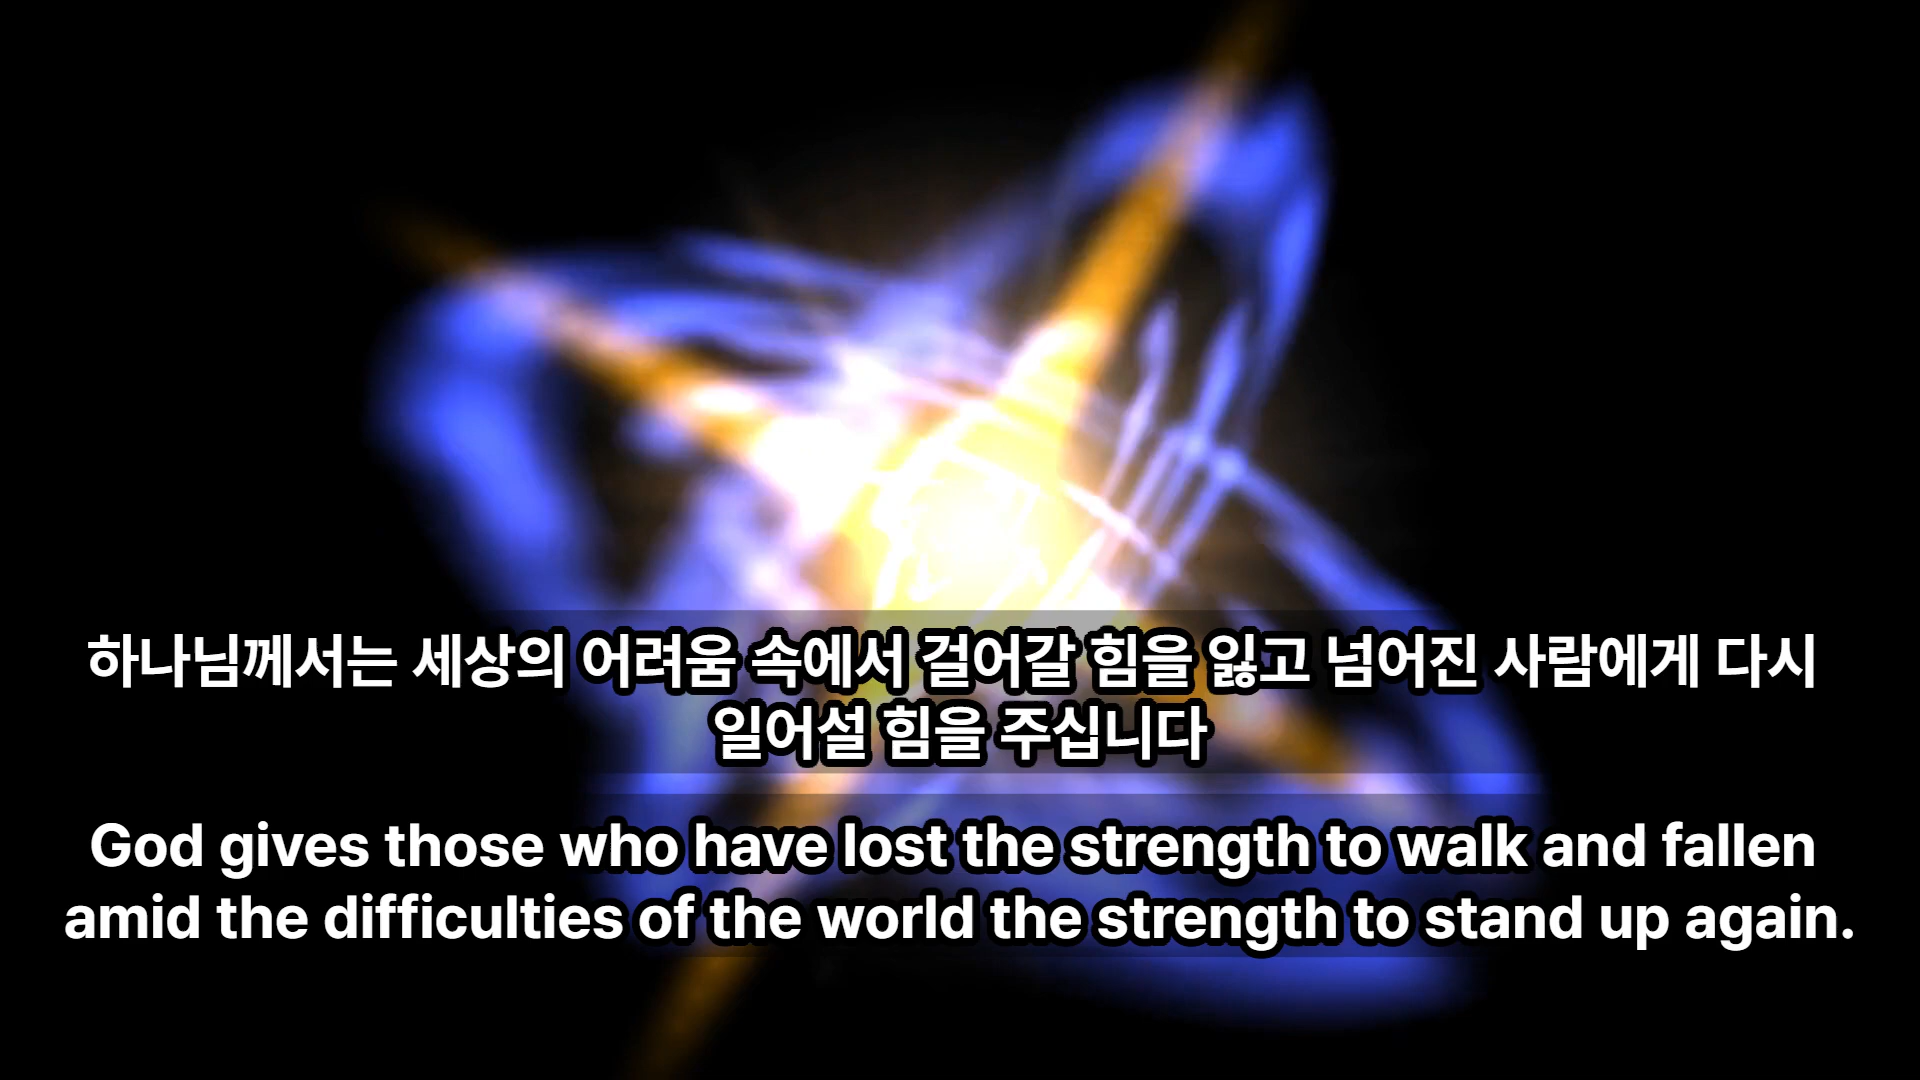 하나님께서는 세상의 어려움 속에서 걸어갈 힘을 잃고 넘어진 사람에게 다시
일어설 힘을 주십니다
God gives those who have lost the strength to walk and fallen
amid the difficulties of the world the strength to stand up again.